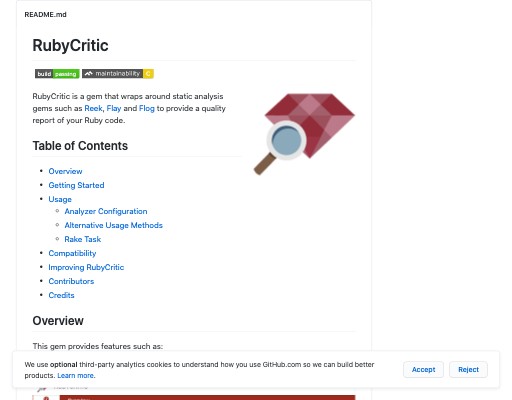 README.md
RubyCritic
build passing maintainability C
RubyCritic is a gem that wraps around static analysis
gems such as Reek, Flay and Flog to provide a quality
report of your Ruby code.
Table of Contents
Overview
Getting Started
Usage
Analyzer Configuration
Alternative Usage Methods
Rake Task
Compatibility
Improving RubyCritic
Contributors
Credits
Overview
This gem provides features such as:
We use optional third-party analytics cookies to understand how you use GitHub.com so we can build better
products. Learn more.
Accept
Reject